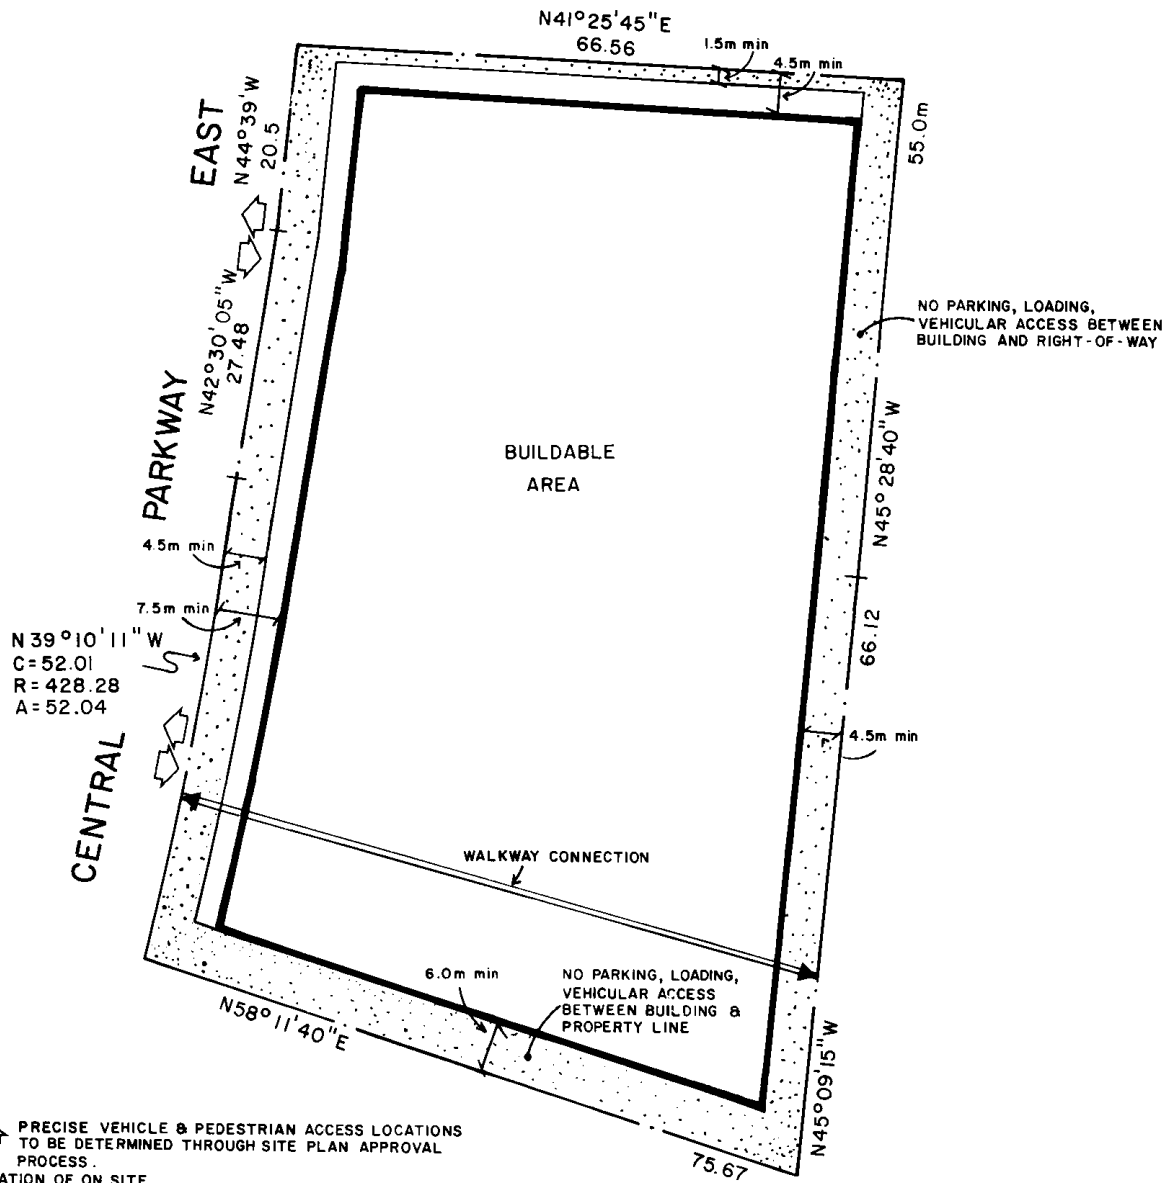 N41°25'45"E
66.56
1.5m min
4.5m min
EAST
N44°39'W
20.5
55.0m
NO PARKING, LOADING,
VEHICULAR ACCESS BETWEEN
BUILDING AND RIGHT-OF-WAY
N42°30'05"W
27.48
PARKWAY
BUILDABLE
AREA
N45°28'40"W
66.12
4.5m min
7.5m min
N39°10'11"W
C=52.01
R=428.28
A=52.04
4.5m min
CENTRAL
WALKWAY CONNECTION
6.0m min
NO PARKING, LOADING,
VEHICULAR ACCESS
BETWEEN BUILDING &
PROPERTY LINE
N58°11'40"E
N45°09'15"W
75.67
PRECISE VEHICLE & PEDESTRIAN ACCESS LOCATIONS
TO BE DETERMINED THROUGH SITE PLAN APPROVAL
PROCESS.
OF ON SITE